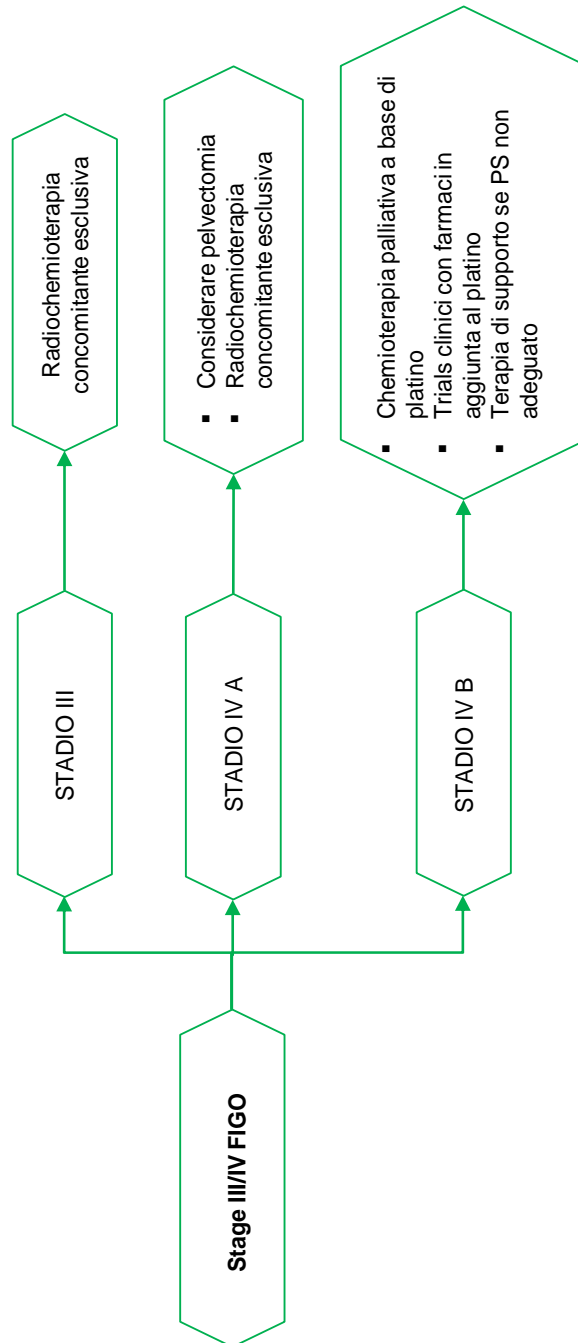 Stage III/IV FIGO
STADIO III
Radiochemioterapia
concomitante esclusiva
STADIO IV A
▪ Considerare pelvectomia
▪ Radiochemioterapia
concomitante esclusiva
STADIO IV B
▪ Chemioterapia palliativa a base di
platino
▪ Trials clinici con farmaci in
aggiunta al platino
▪ Terapia di supporto se PS non
adeguato